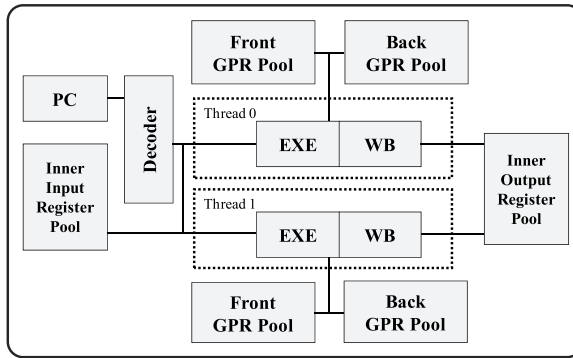 Front
GPR Pool
Back
GPR Pool
PC
Decoder
Thread 0
EXE
WB
Inner
Input
Register
Pool
Inner
Output
Register
Pool
Thread 1
EXE
WB
Front
GPR Pool
Back
GPR Pool